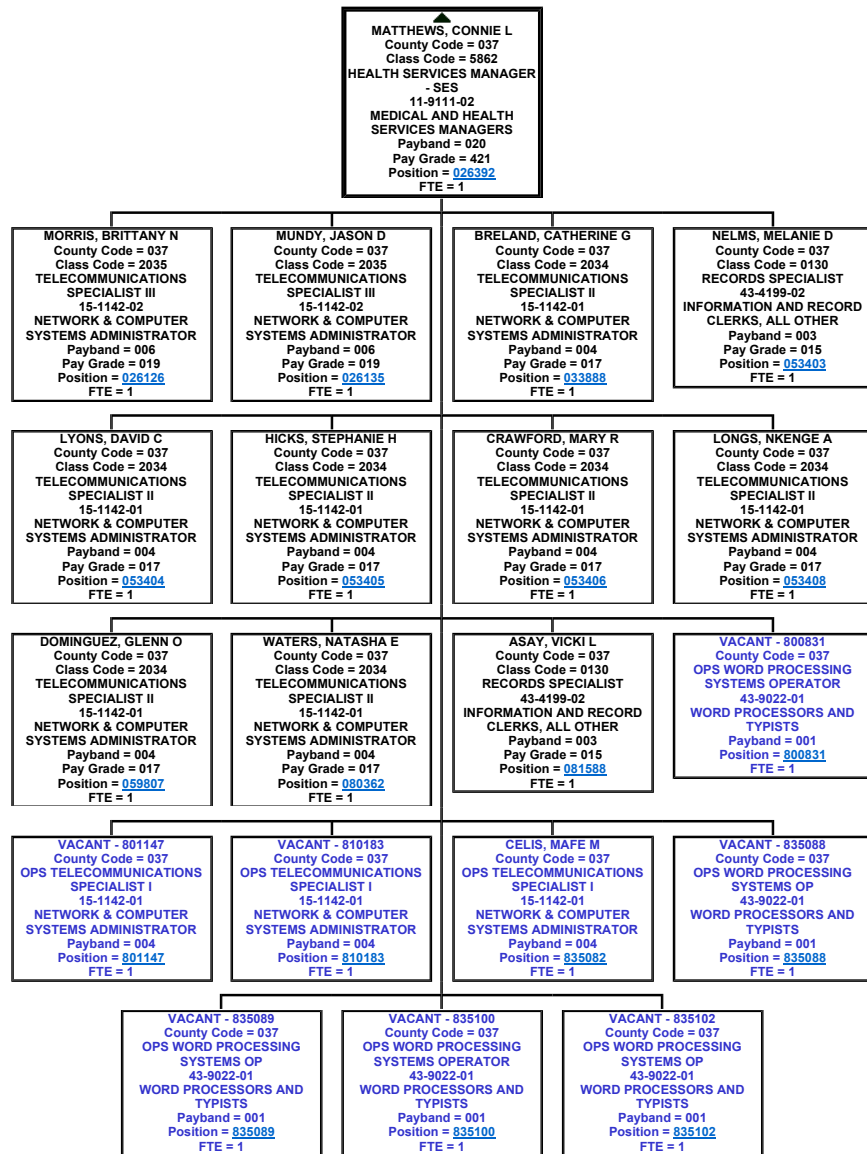 MATTHEWS, CONNIE L
County Code = 037
Class Code = 5862
HEALTH SERVICES MANAGER
- SES
11-9111-02
MEDICAL AND HEALTH
SERVICES MANAGERS
Payband = 020
Pay Grade = 421
Position = 026392
FTE = 1
MORRIS, BRITTANY N
County Code = 037
Class Code = 2035
TELECOMMUNICATIONS
SPECIALIST III
15-1142-02
NETWORK & COMPUTER
SYSTEMS ADMINISTRATOR
Payband = 006
Pay Grade = 019
Position = 026126
FTE = 1
MUNDY, JASON D
County Code = 037
Class Code = 2035
TELECOMMUNICATIONS
SPECIALIST III
15-1142-02
NETWORK & COMPUTER
SYSTEMS ADMINISTRATOR
Payband = 006
Pay Grade = 019
Position = 026135
FTE = 1
BRELAND, CATHERINE G
County Code = 037
Class Code = 2034
TELECOMMUNICATIONS
SPECIALIST II
15-1142-01
NETWORK & COMPUTER
SYSTEMS ADMINISTRATOR
Payband = 004
Pay Grade = 017
Position = 033888
FTE = 1
NELMS, MELANIE D
County Code = 037
Class Code = 0130
RECORDS SPECIALIST
43-4199-02
INFORMATION AND RECORD
CLERKS, ALL OTHER
Payband = 003
Pay Grade = 015
Position = 053403
FTE = 1
LYONS, DAVID C
County Code = 037
Class Code = 2034
TELECOMMUNICATIONS
SPECIALIST II
15-1142-01
NETWORK & COMPUTER
SYSTEMS ADMINISTRATOR
Payband = 004
Pay Grade = 017
Position = 053404
FTE = 1
HICKS, STEPHANIE H
County Code = 037
Class Code = 2034
TELECOMMUNICATIONS
SPECIALIST II
15-1142-01
NETWORK & COMPUTER
SYSTEMS ADMINISTRATOR
Payband = 004
Pay Grade = 017
Position = 053405
FTE = 1
CRAWFORD, MARY R
County Code = 037
Class Code = 2034
TELECOMMUNICATIONS
SPECIALIST II
15-1142-01
NETWORK & COMPUTER
SYSTEMS ADMINISTRATOR
Payband = 004
Pay Grade = 017
Position = 053406
FTE = 1
LONGS, NKENGE A
County Code = 037
Class Code = 2034
TELECOMMUNICATIONS
SPECIALIST II
15-1142-01
NETWORK & COMPUTER
SYSTEMS ADMINISTRATOR
Payband = 004
Pay Grade = 017
Position = 053408
FTE = 1
DOMINGUEZ, GLENN O
County Code = 037
Class Code = 2034
TELECOMMUNICATIONS
SPECIALIST II
15-1142-01
NETWORK & COMPUTER
SYSTEMS ADMINISTRATOR
Payband = 004
Pay Grade = 017
Position = 059807
FTE = 1
WATERS, NATASHA E
County Code = 037
Class Code = 2034
TELECOMMUNICATIONS
SPECIALIST II
15-1142-01
NETWORK & COMPUTER
SYSTEMS ADMINISTRATOR
Payband = 004
Pay Grade = 017
Position = 080362
FTE = 1
ASAY, VICKI L
County Code = 037
Class Code = 0130
RECORDS SPECIALIST
43-4199-02
INFORMATION AND RECORD
CLERKS, ALL OTHER
Payband = 003
Pay Grade = 015
Position = 081588
FTE = 1
VACANT - 800831
County Code = 037
OPS WORD PROCESSING
SYSTEMS OPERATOR
43-9022-01
WORD PROCESSORS AND
TYPISTS
Payband = 001
Position = 800831
FTE = 1
VACANT - 801147
County Code = 037
OPS TELECOMMUNICATIONS
SPECIALIST I
15-1142-01
NETWORK & COMPUTER
SYSTEMS ADMINISTRATOR
Payband = 004
Position = 801147
FTE = 1
VACANT - 810183
County Code = 037
OPS TELECOMMUNICATIONS
SPECIALIST I
15-1142-01
NETWORK & COMPUTER
SYSTEMS ADMINISTRATOR
Payband = 004
Position = 810183
FTE = 1
CELIS, MAFE M
County Code = 037
OPS TELECOMMUNICATIONS
SPECIALIST I
15-1142-01
NETWORK & COMPUTER
SYSTEMS ADMINISTRATOR
Payband = 004
Position = 835082
FTE = 1
VACANT - 835088
County Code = 037
OPS WORD PROCESSING
SYSTEMS OP
43-9022-01
WORD PROCESSORS AND
TYPISTS
Payband = 001
Position = 835088
FTE = 1
VACANT - 835089
County Code = 037
OPS WORD PROCESSING
SYSTEMS OP
43-9022-01
WORD PROCESSORS AND
TYPISTS
Payband = 001
Position = 835089
FTE = 1
VACANT - 835100
County Code = 037
OPS WORD PROCESSING
SYSTEMS OPERATOR
43-9022-01
WORD PROCESSORS AND
TYPISTS
Payband = 001
Position = 835100
FTE = 1
VACANT - 835102
County Code = 037
OPS WORD PROCESSING
SYSTEMS OP
43-9022-01
WORD PROCESSORS AND
TYPISTS
Payband = 001
Position = 835102
FTE = 1